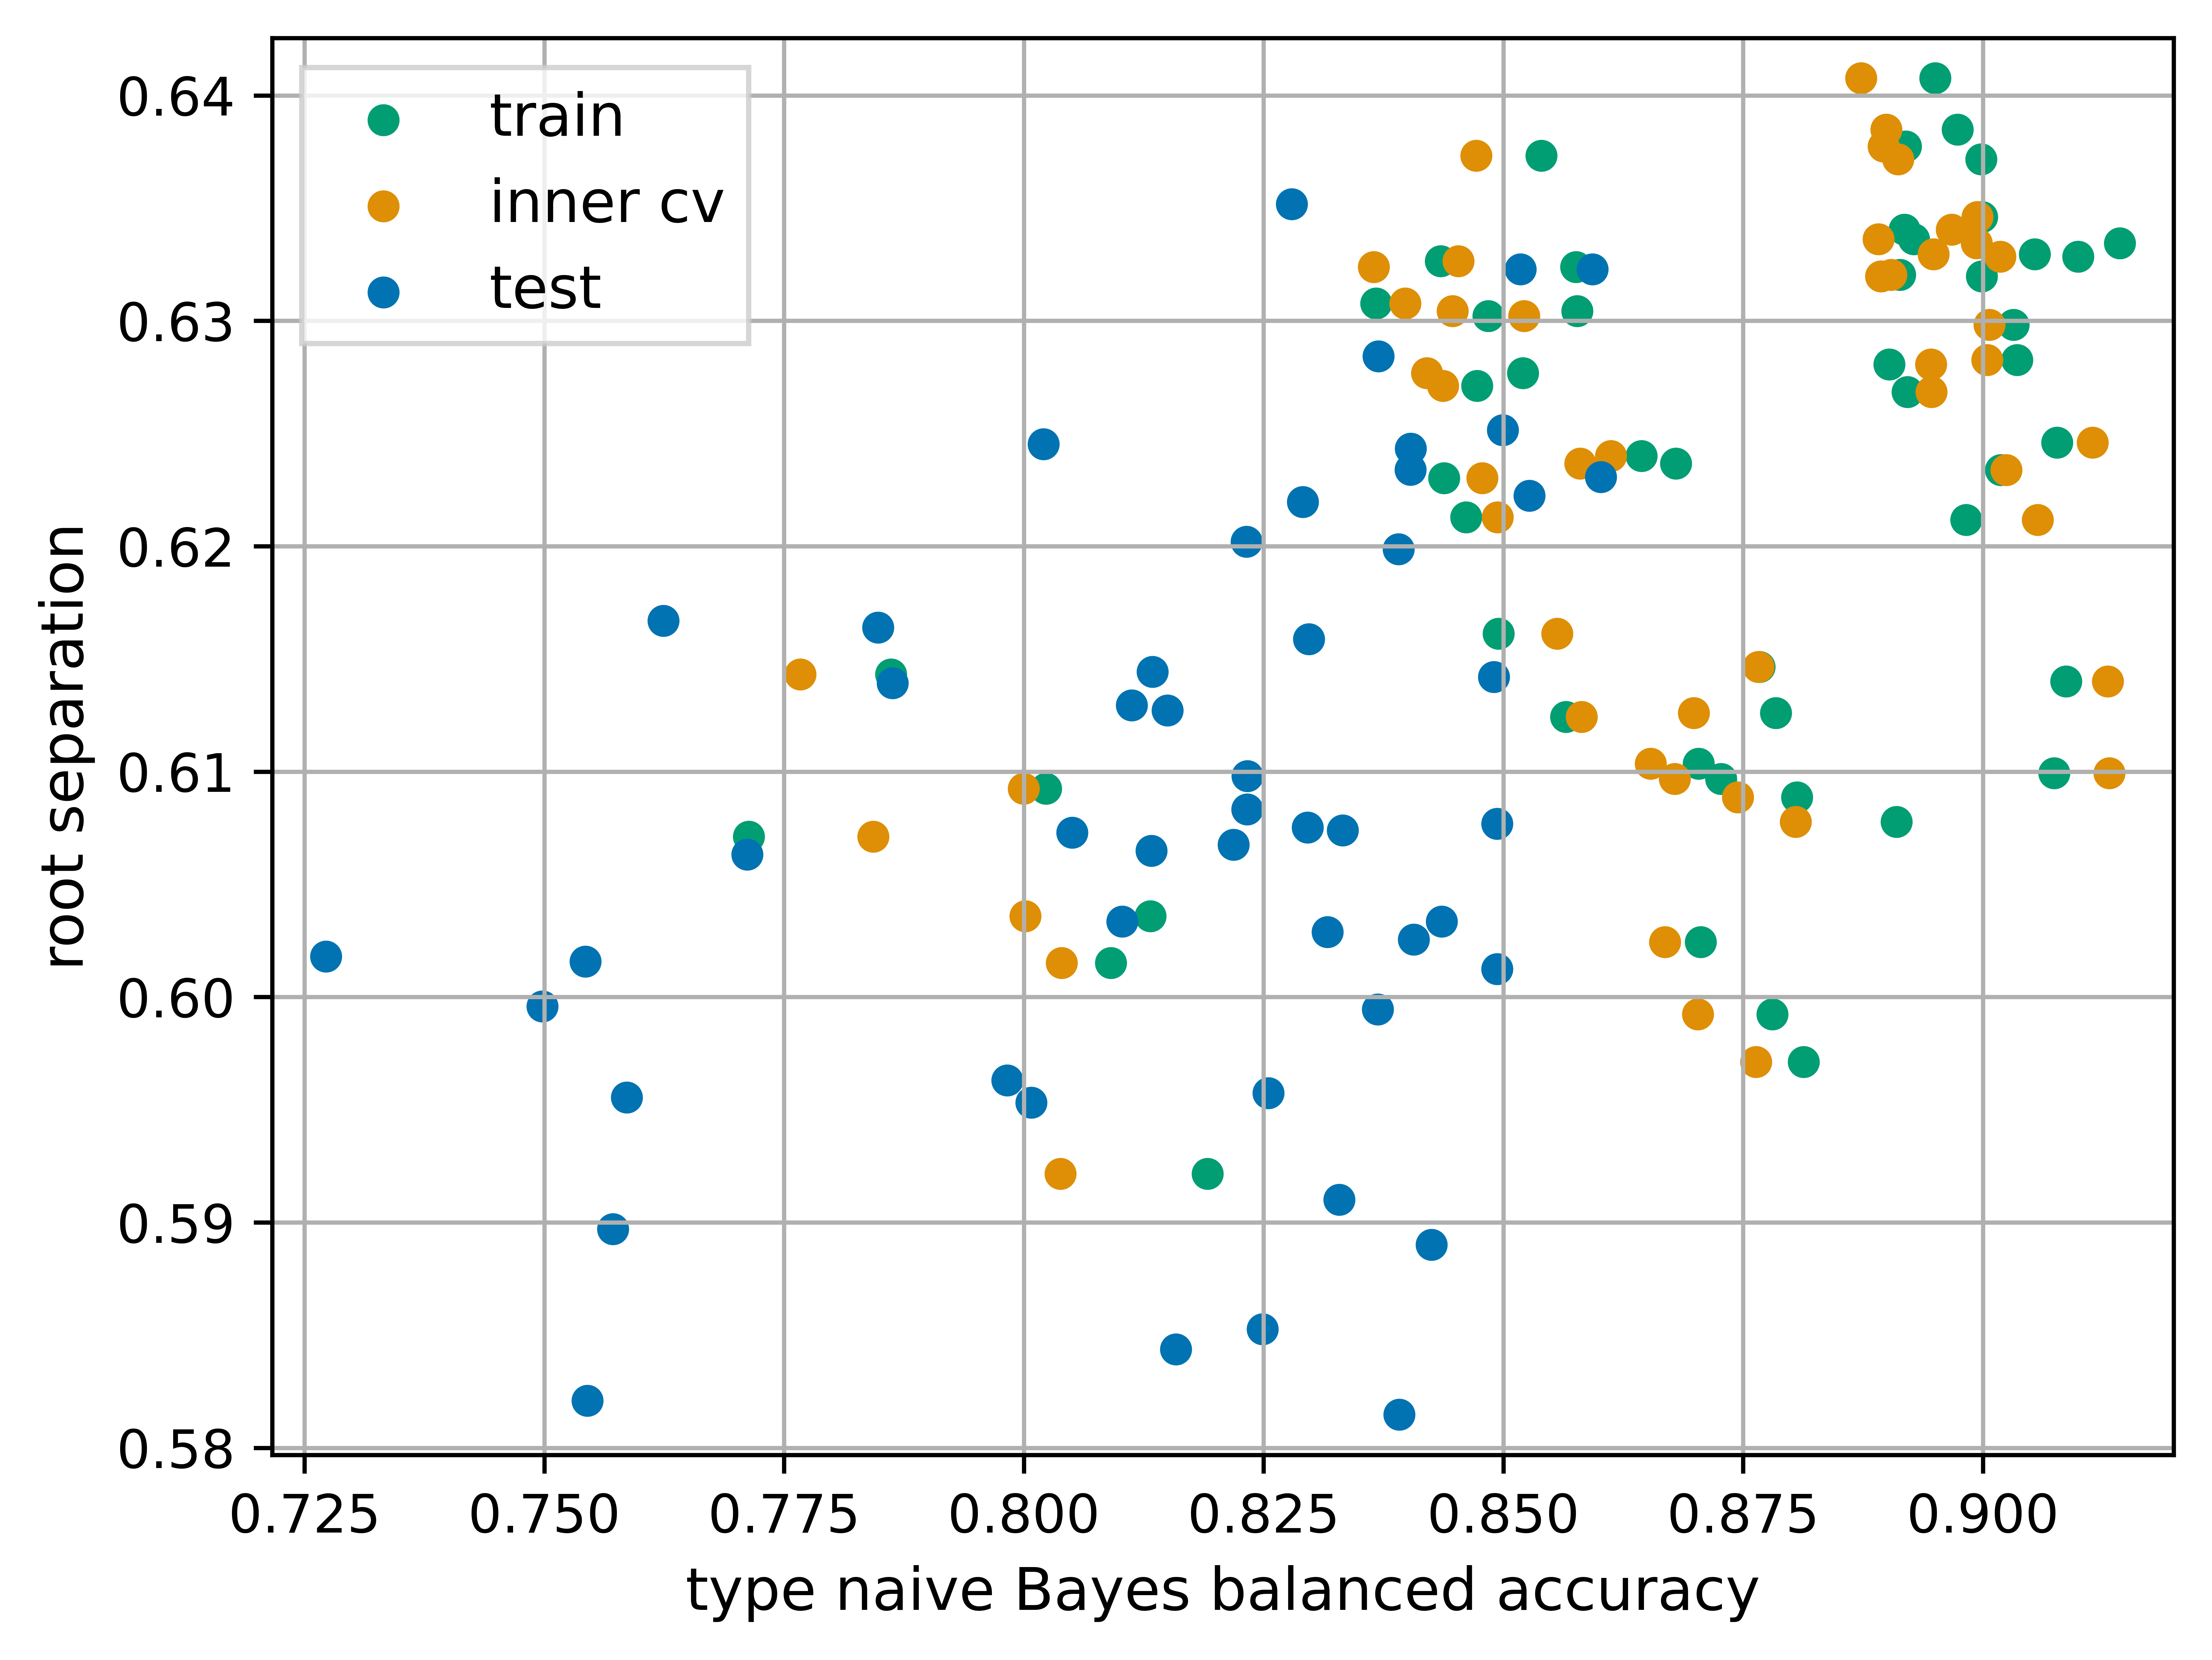 train
inner cv
test
0.64
0.63
0.62
0.61
0.60
0.59
0.58
root separation
0.725 0.750 0.775 0.800 0.825 0.850 0.875 0.900
type naive Bayes balanced accuracy